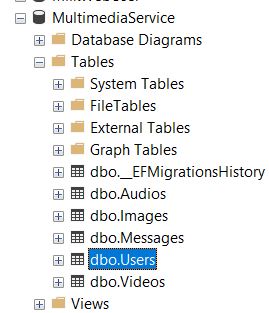 MultimediaService
Database Diagrams
Tables
System Tables
FileTables
External Tables
Graph Tables
dbo.__EFMigrationsHistory
dbo.Audios
dbo.Images
dbo.Messages
dbo.Users
dbo.Videos
Views